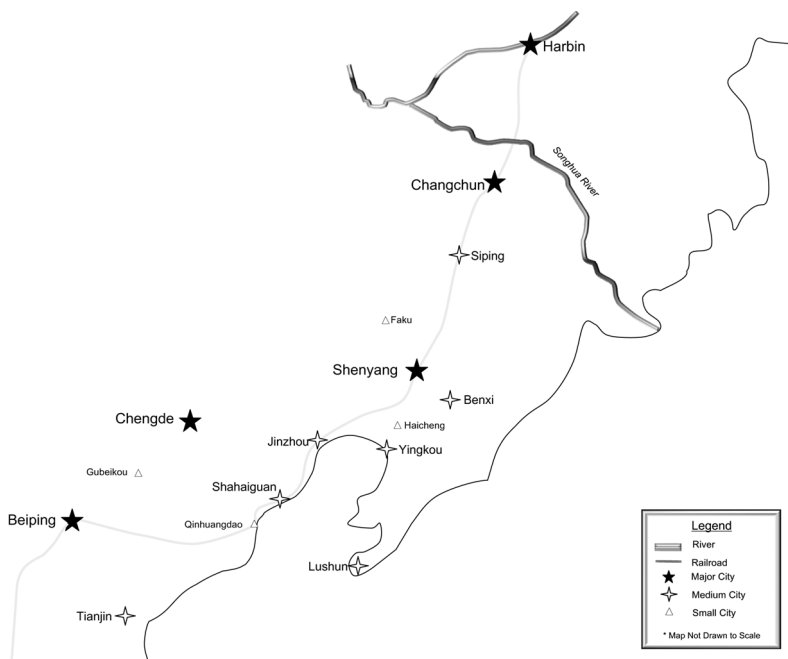 Harbin
Songhua River
Changchun
Siping
Faku
Shenyang
Benxi
Chengde
Haicheng
Jinzhou
Yingkou
Gubeikou
Shahaiguan
Beiping
Qinhuangdao
Lushun
Tianjin
Legend
River
Railroad
Major City
Medium City
Small City
* Map Not Drawn to Scale